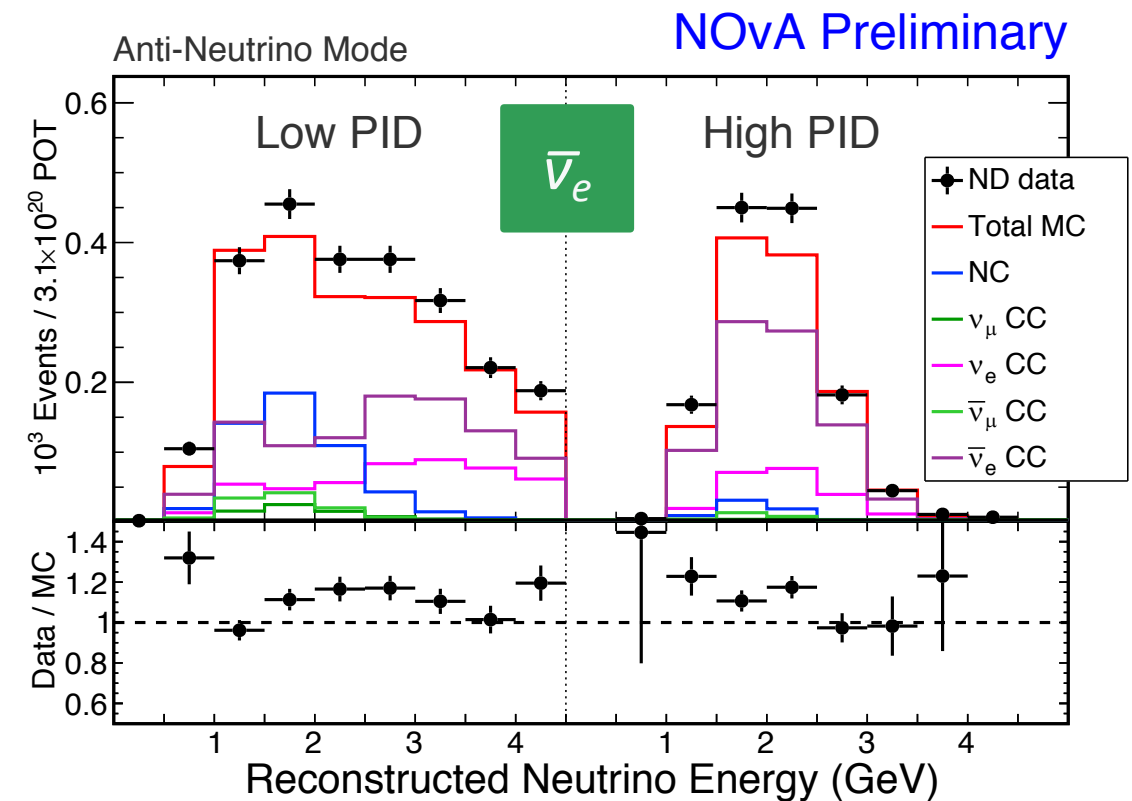 NOvA Preliminary
Anti-Neutrino Mode
Low PID
High PID
ν̅ₑ
10³ Events / 3.1×10²⁰ POT
0.6
0.4
0.2
ND data
Total MC
NC
ν_μ CC
νₑ CC
ν̅_μ CC
ν̅ₑ CC
Data / MC
1.4
1.2
1
0.8
0.6
1 2 3 4 1 2 3 4
Reconstructed Neutrino Energy (GeV)